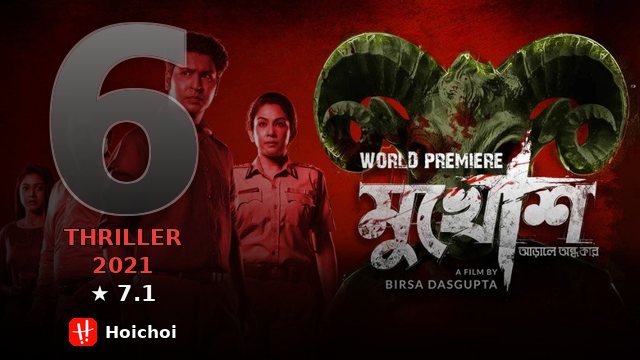 6
THRILLER
2021
★ 7.1
Hoichoi
WORLD PREMIERE
মুখোশ
আড়ালে অন্ধকার
A FILM BY
BIRSA DASGUPTA